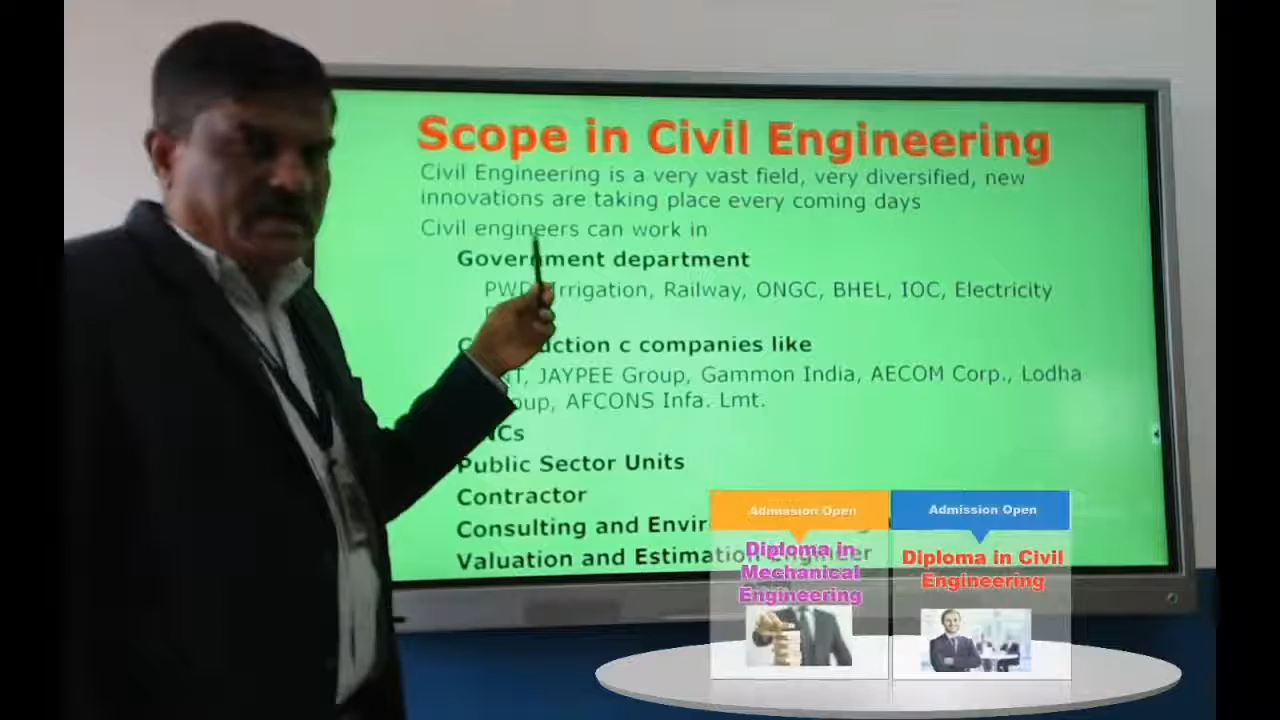 Scope in Civil Engineering
Civil Engineering is a very vast field, very diversified, new
innovations are taking place every coming days
Civil engineers can work in
Government department
Irrigation, Railway, ONGC, BHEL, IOC, Electricity
companies like
JAYPEE Group, Gammon India, AECOM Corp., Lodha
AFCONS Infa. Lmt.
Public Sector Units
Contractor
Consulting and
Valuation and Estimation Engineer
Admission Open
Diploma in
Mechanical
Engineering
Admission Open
Diploma in Civil
Engineering